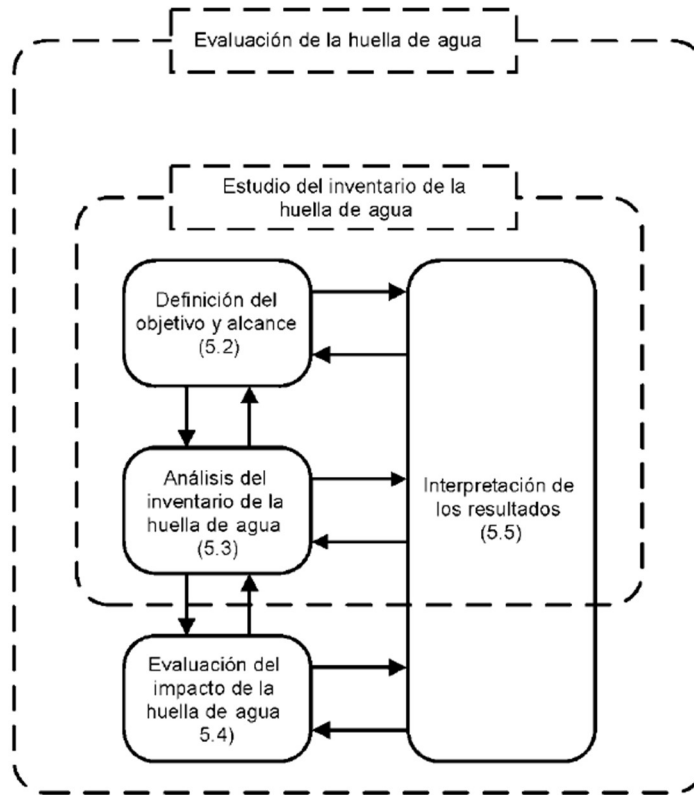 Evaluación de la huella de agua
Estudio del inventario de la
huella de agua
Definición del
objetivo y alcance
(5.2)
Análisis del
inventario de la
huella de agua
(5.3)
Interpretación de
los resultados
(5.5)
Evaluación del
impacto de la
huella de agua
5.4)